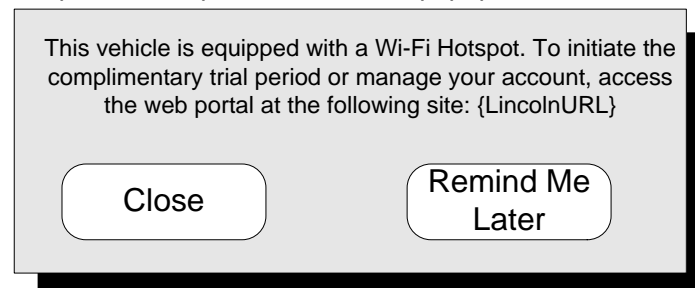 This vehicle is equipped with a Wi-Fi Hotspot. To initiate the
complimentary trial period or manage your account, access
the web portal at the following site: {LincolnURL}
Close
Remind Me
Later